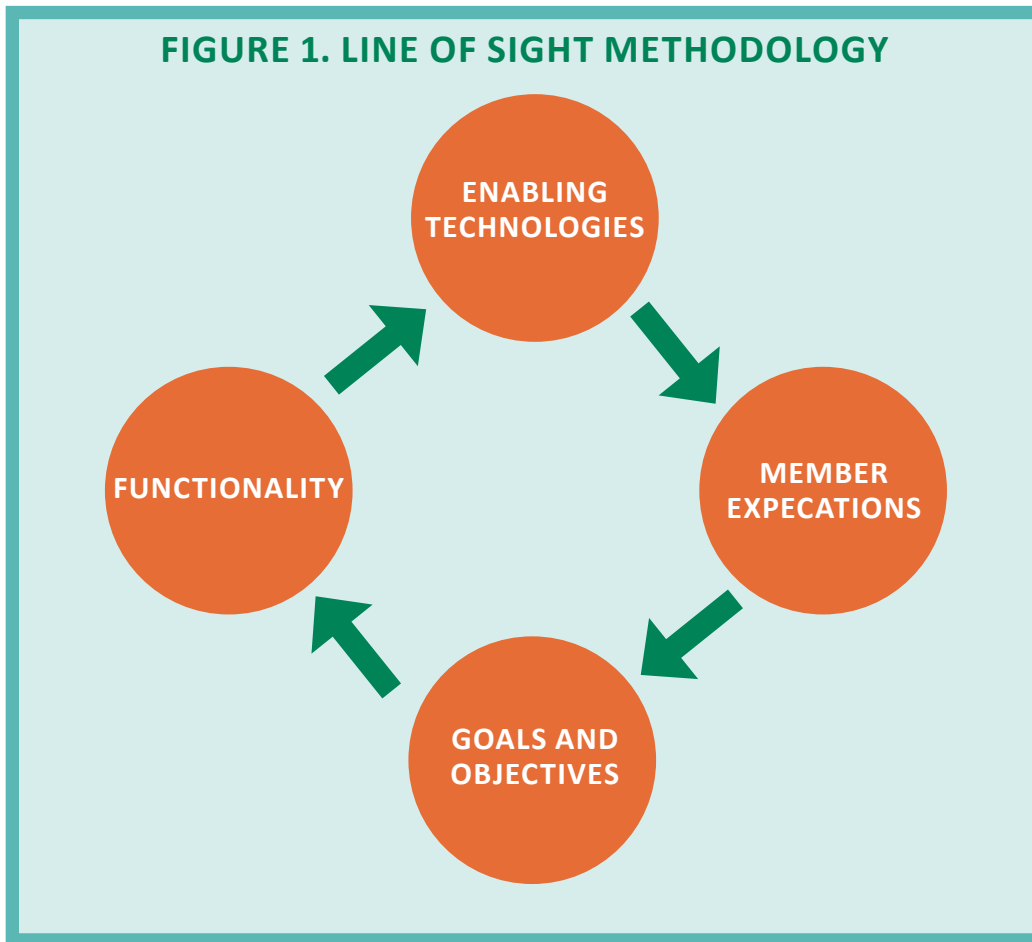 FIGURE 1. LINE OF SIGHT METHODOLOGY
ENABLING
TECHNOLOGIES
MEMBER
EXPECATIONS
GOALS AND
OBJECTIVES
FUNCTIONALITY